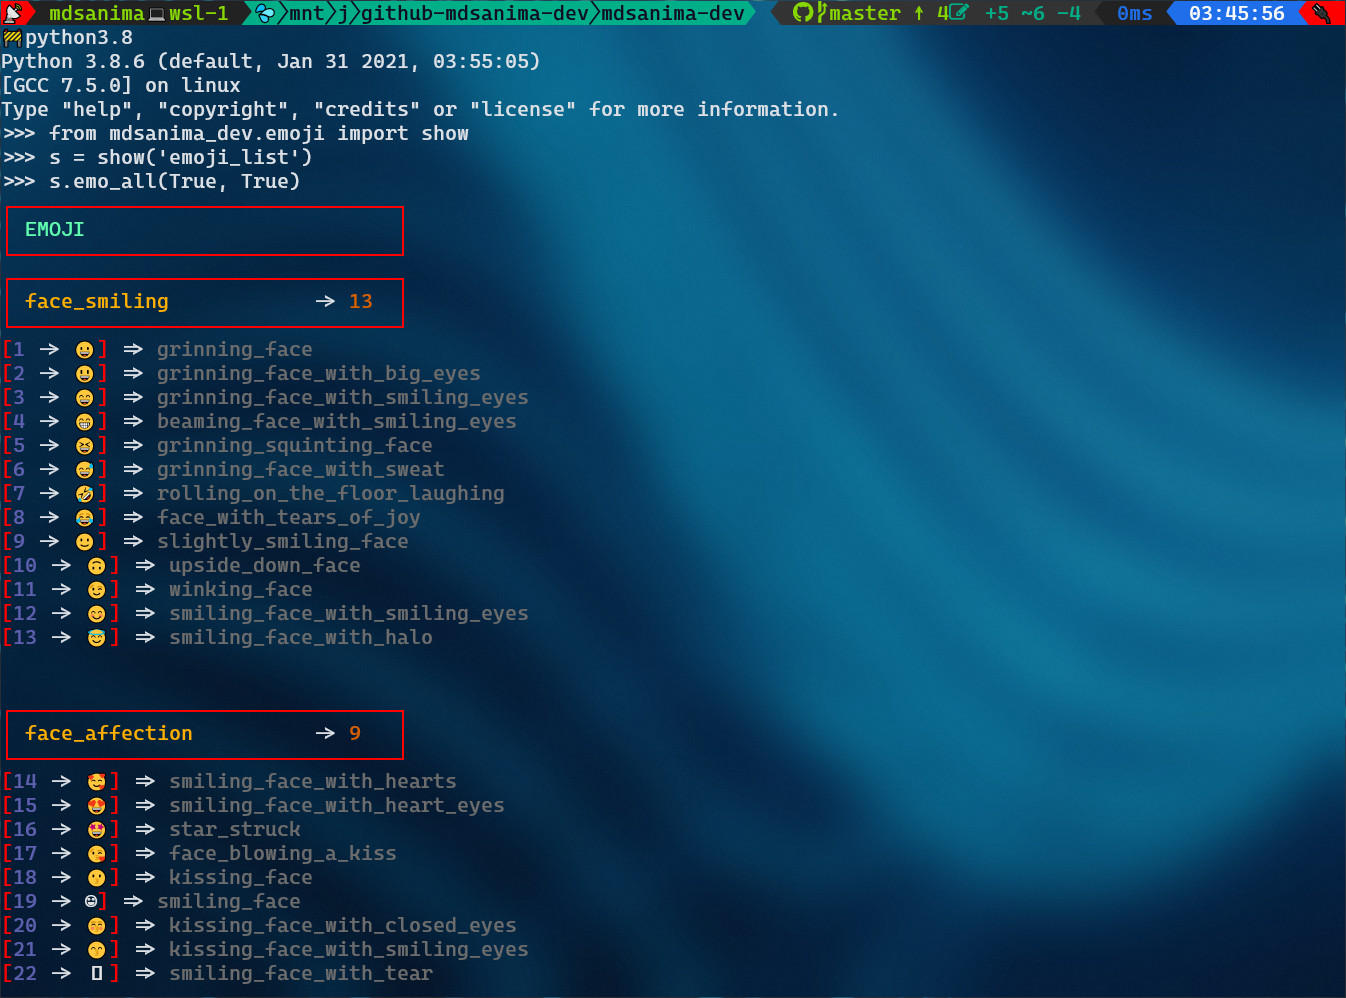 mdsanima💻wsl-1 mnt j github-mdsanima-dev mdsanima-dev master ↑ 4 +5 ~6 -4 0ms 03:45:56
🚧python3.8
Python 3.8.6 (default, Jan 31 2021, 03:55:05)
[GCC 7.5.0] on linux
Type "help", "copyright", "credits" or "license" for more information.
>>> from mdsanima_dev.emoji import show
>>> s = show('emoji_list')
>>> s.emo_all(True, True)
EMOJI
face_smiling → 13
[1 → 😀] => grinning_face
[2 → 😃] => grinning_face_with_big_eyes
[3 → 😄] => grinning_face_with_smiling_eyes
[4 → 😁] => beaming_face_with_smiling_eyes
[5 → 😆] => grinning_squinting_face
[6 → 😅] => grinning_face_with_sweat
[7 → 🤣] => rolling_on_the_floor_laughing
[8 → 😂] => face_with_tears_of_joy
[9 → 🙂] => slightly_smiling_face
[10 → 🙃] => upside_down_face
[11 → 😉] => winking_face
[12 → 😊] => smiling_face_with_smiling_eyes
[13 → 😇] => smiling_face_with_halo
face_affection → 9
[14 → 🥰] => smiling_face_with_hearts
[15 → 😍] => smiling_face_with_heart_eyes
[16 → 🤩] => star_struck
[17 → 😘] => face_blowing_a_kiss
[18 → 😗] => kissing_face
[19 → ☺] => smiling_face
[20 → 😚] => kissing_face_with_closed_eyes
[21 → 😙] => kissing_face_with_smiling_eyes
[22 → ▯] => smiling_face_with_tear